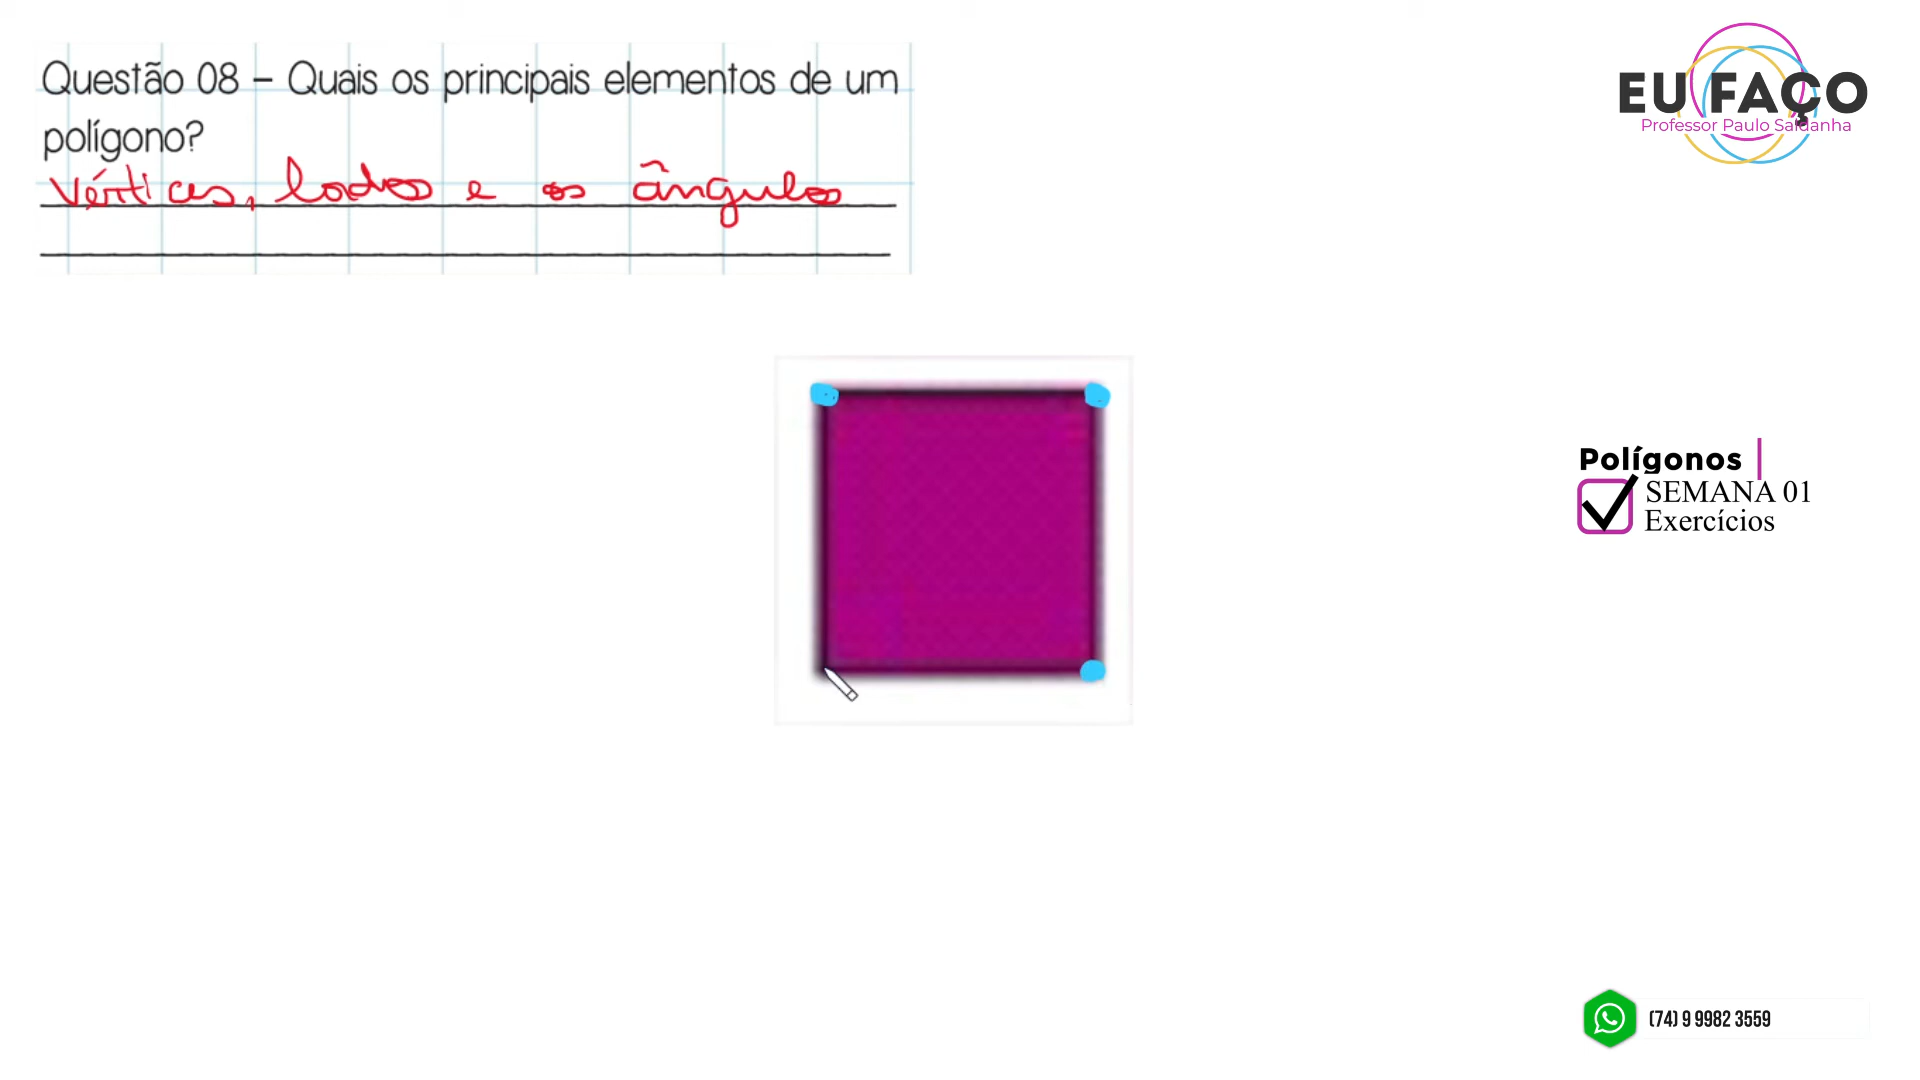 Questão 08 – Quais os principais elementos de um
polígono?
Vértices, lados e os ângulos
EU FAÇO
Professor Paulo Saldanha
Polígonos
SEMANA 01
Exercícios
(74) 9 9982 3559